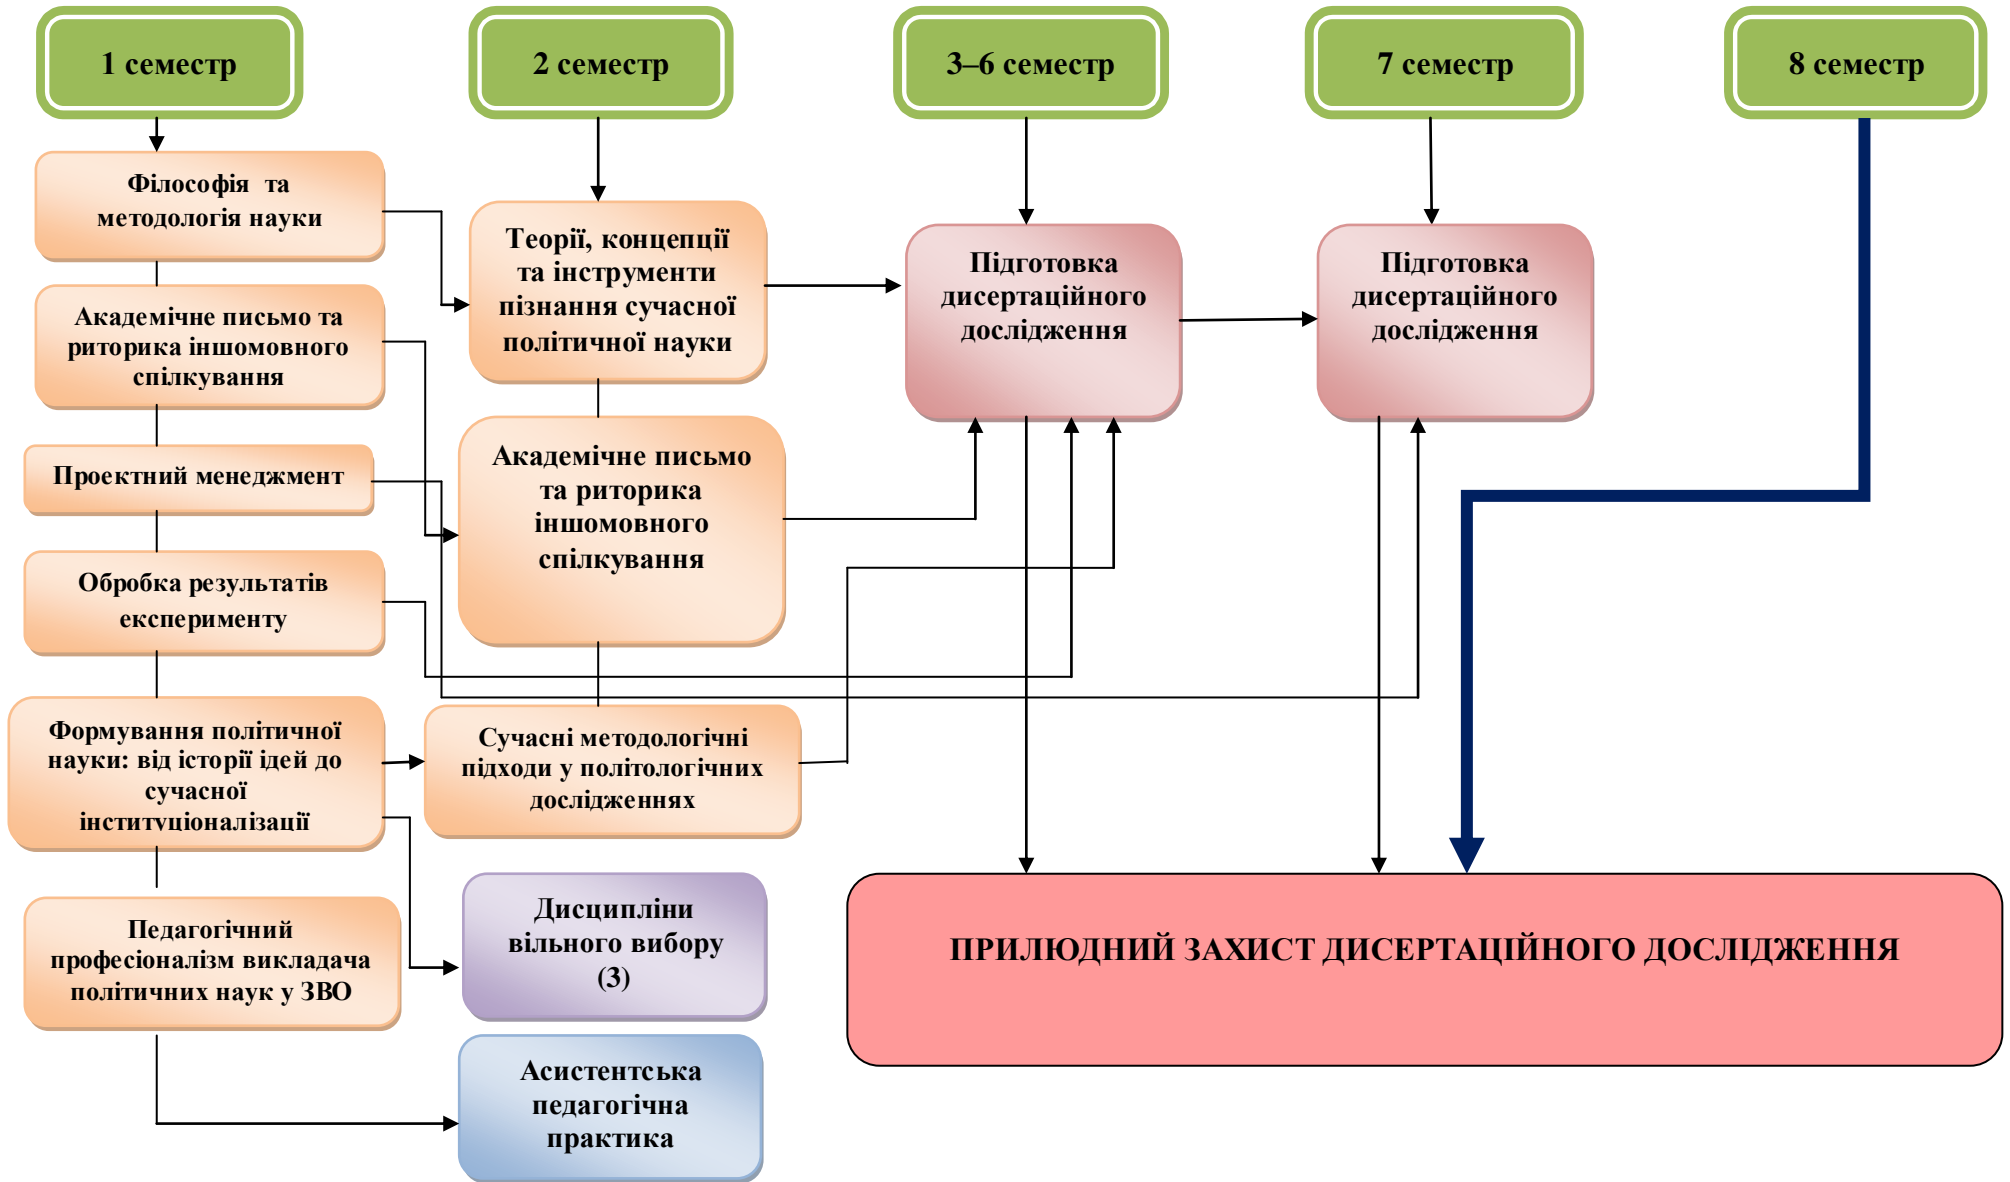 1 семестр
2 семестр
3–6 семестр
7 семестр
8 семестр
Філософія та
методологія науки
Академічне письмо та
риторика іншомовного
спілкування
Проектний менеджмент
Обробка результатів
експерименту
Формування політичної
науки: від історії ідей до
сучасної
інституціоналізації
Педагогічний
професіоналізм викладача
політичних наук у ЗВО
Теорії, концепції
та інструменти
пізнання сучасної
політичної науки
Академічне письмо
та риторика
іншомовного
спілкування
Сучасні методологічні
підходи у політологічних
дослідженнях
Дисципліни
вільного вибору
(3)
Асистентська
педагогічна
практика
Підготовка
дисертаційного
дослідження
Підготовка
дисертаційного
дослідження
ПРИЛЮДНИЙ ЗАХИСТ ДИСЕРТАЦІЙНОГО ДОСЛІДЖЕННЯ